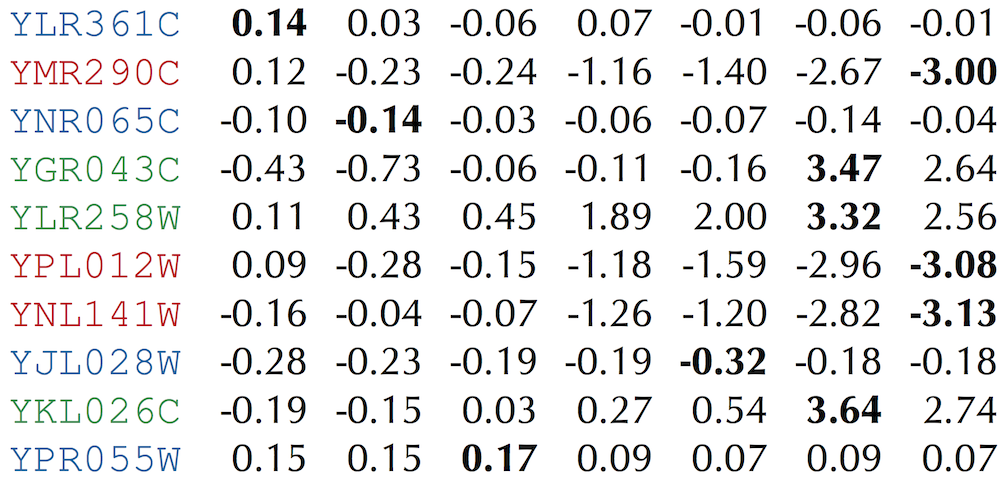 YLR361C 0.14 0.03 -0.06 0.07 -0.01 -0.06 -0.01
YMR290C 0.12 -0.23 -0.24 -1.16 -1.40 -2.67 -3.00
YNR065C -0.10 -0.14 -0.03 -0.06 -0.07 -0.14 -0.04
YGR043C -0.43 -0.73 -0.06 -0.11 -0.16 3.47 2.64
YLR258W 0.11 0.43 0.45 1.89 2.00 3.32 2.56
YPL012W 0.09 -0.28 -0.15 -1.18 -1.59 -2.96 -3.08
YNL141W -0.16 -0.04 -0.07 -1.26 -1.20 -2.82 -3.13
YJL028W -0.28 -0.23 -0.19 -0.19 -0.32 -0.18 -0.18
YKL026C -0.19 -0.15 0.03 0.27 0.54 3.64 2.74
YPR055W 0.15 0.15 0.17 0.09 0.07 0.09 0.07